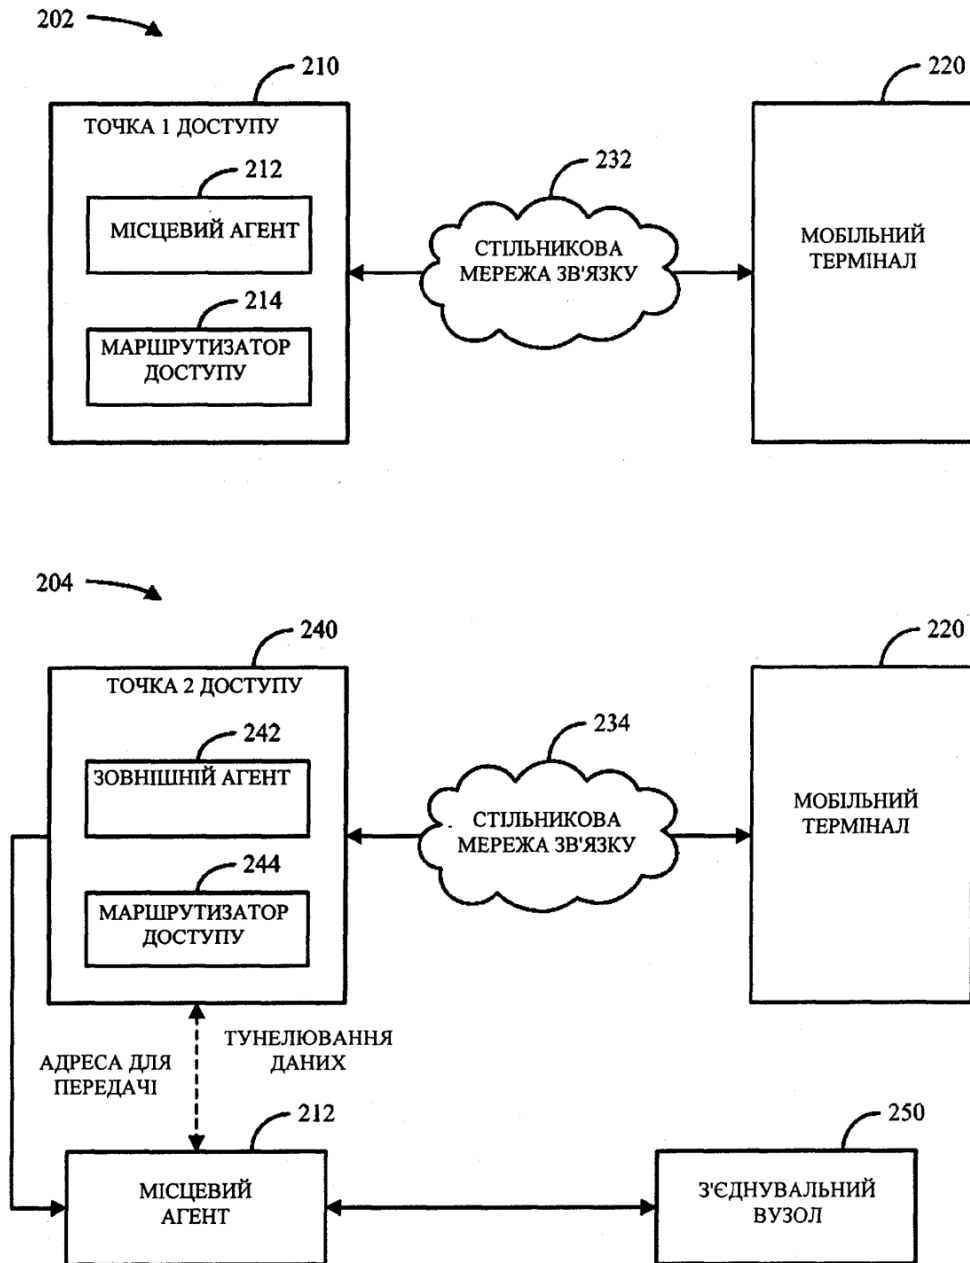 202
210
220
ТОЧКА 1 ДОСТУПУ
212
232
МІСЦЕВИЙ АГЕНТ
СТІЛЬНИКОВА
МЕРЕЖА ЗВ'ЯЗКУ
МОБІЛЬНИЙ
ТЕРМІНАЛ
214
МАРШРУТИЗАТОР
ДОСТУПУ
204
240
220
ТОЧКА 2 ДОСТУПУ
242
234
ЗОВНІШНІЙ АГЕНТ
СТІЛЬНИКОВА
МЕРЕЖА ЗВ'ЯЗКУ
МОБІЛЬНИЙ
ТЕРМІНАЛ
244
МАРШРУТИЗАТОР
ДОСТУПУ
АДРЕСА ДЛЯ
ПЕРЕДАЧІ
ТУНЕЛЮВАННЯ
ДАНИХ
212
250
МІСЦЕВИЙ
АГЕНТ
З'ЄДНУВАЛЬНИЙ
ВУЗОЛ